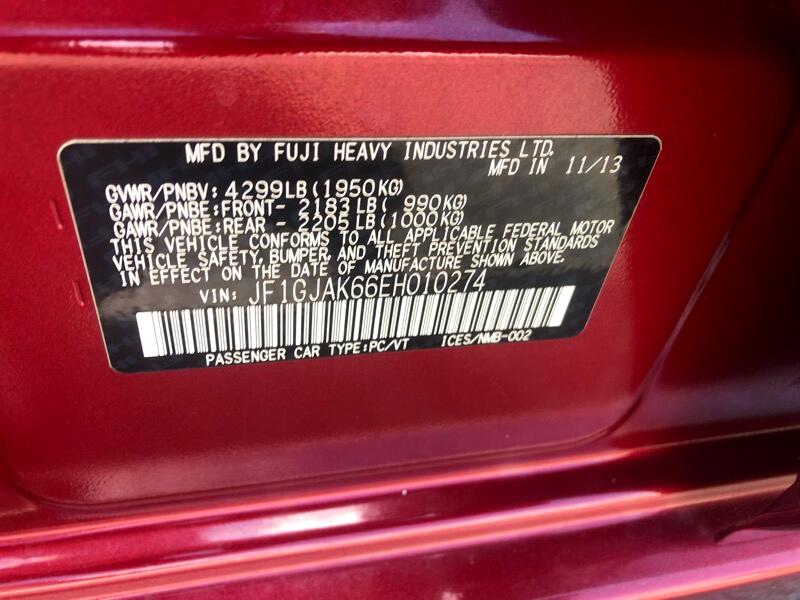 MFD BY FUJI HEAVY INDUSTRIES LTD.
MFD IN 11/13
GVWR/PNBV: 4299LB(1950KG)
GAWR/PNBE:FRONT- 2183LB( 990KG)
GAWR/PNBE:REAR - 2205LB(1000KG)
THIS VEHICLE CONFORMS TO ALL APPLICABLE FEDERAL MOTOR
VEHICLE SAFETY, BUMPER, AND THEFT PREVENTION STANDARDS
IN EFFECT ON THE DATE OF MANUFACTURE SHOWN ABOVE.
VIN: JF1GJAK66EH010274
PASSENGER CAR TYPE:PC/VT ICES/NMB-002